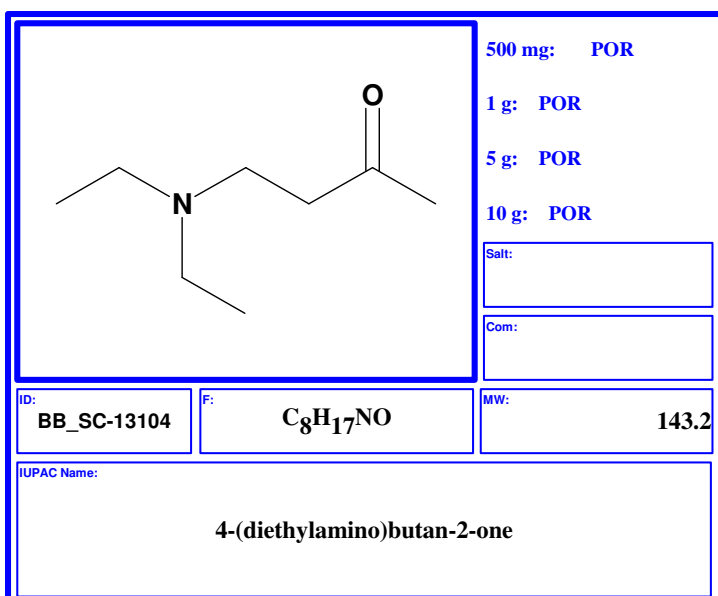 O
N
500 mg: POR
1 g: POR
5 g: POR
10 g: POR
Salt:
Com:
ID:
BB_SC-13104
F:
C8H17NO
MW:
143.2
IUPAC Name:
4-(diethylamino)butan-2-one